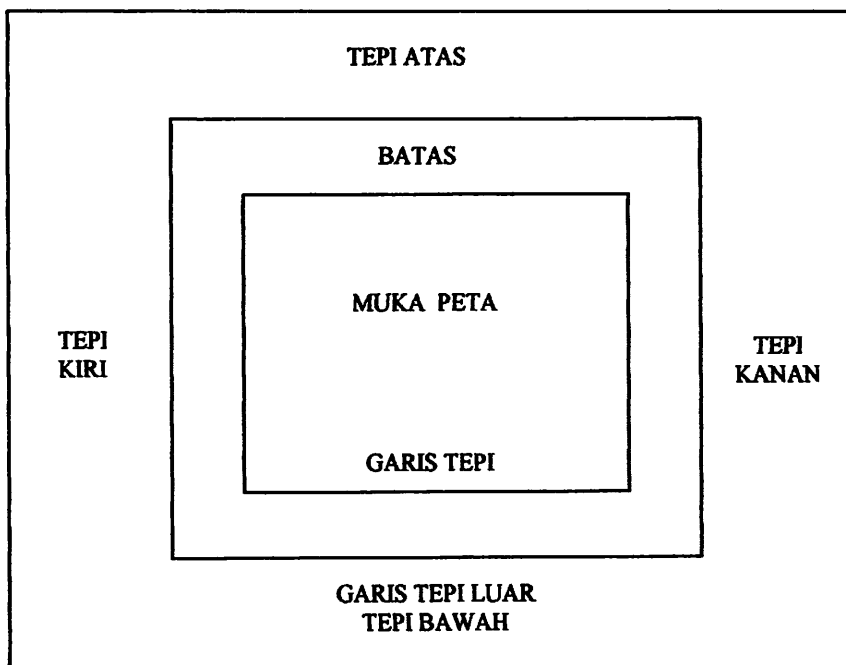 TEPI ATAS
BATAS
MUKA PETA
TEPI
KIRI
TEPI
KANAN
GARIS TEPI
GARIS TEPI LUAR
TEPI BAWAH